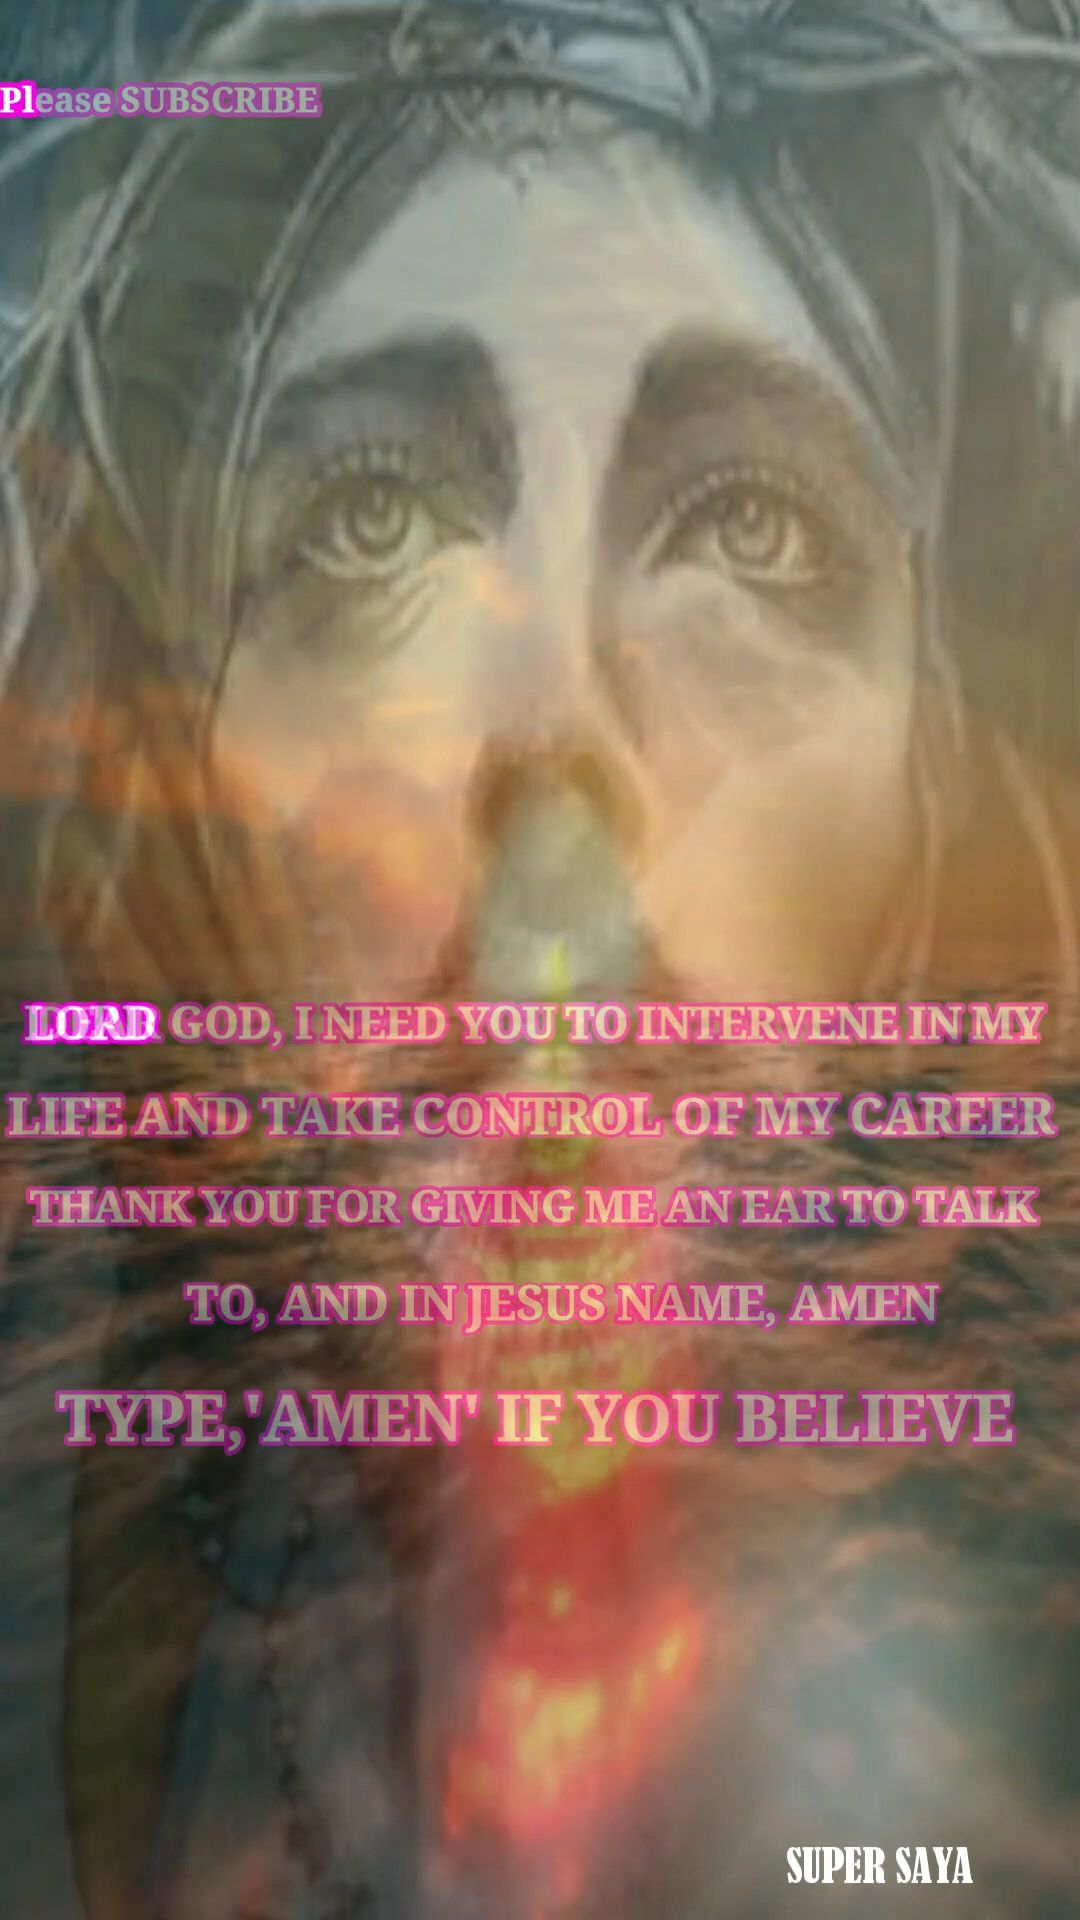 Please SUBSCRIBE
LORD GOD, I NEED YOU TO INTERVENE IN MY
LIFE AND TAKE CONTROL OF MY CAREER
THANK YOU FOR GIVING ME AN EAR TO TALK
TO, AND IN JESUS NAME, AMEN
TYPE,'AMEN' IF YOU BELIEVE
SUPER SAYA